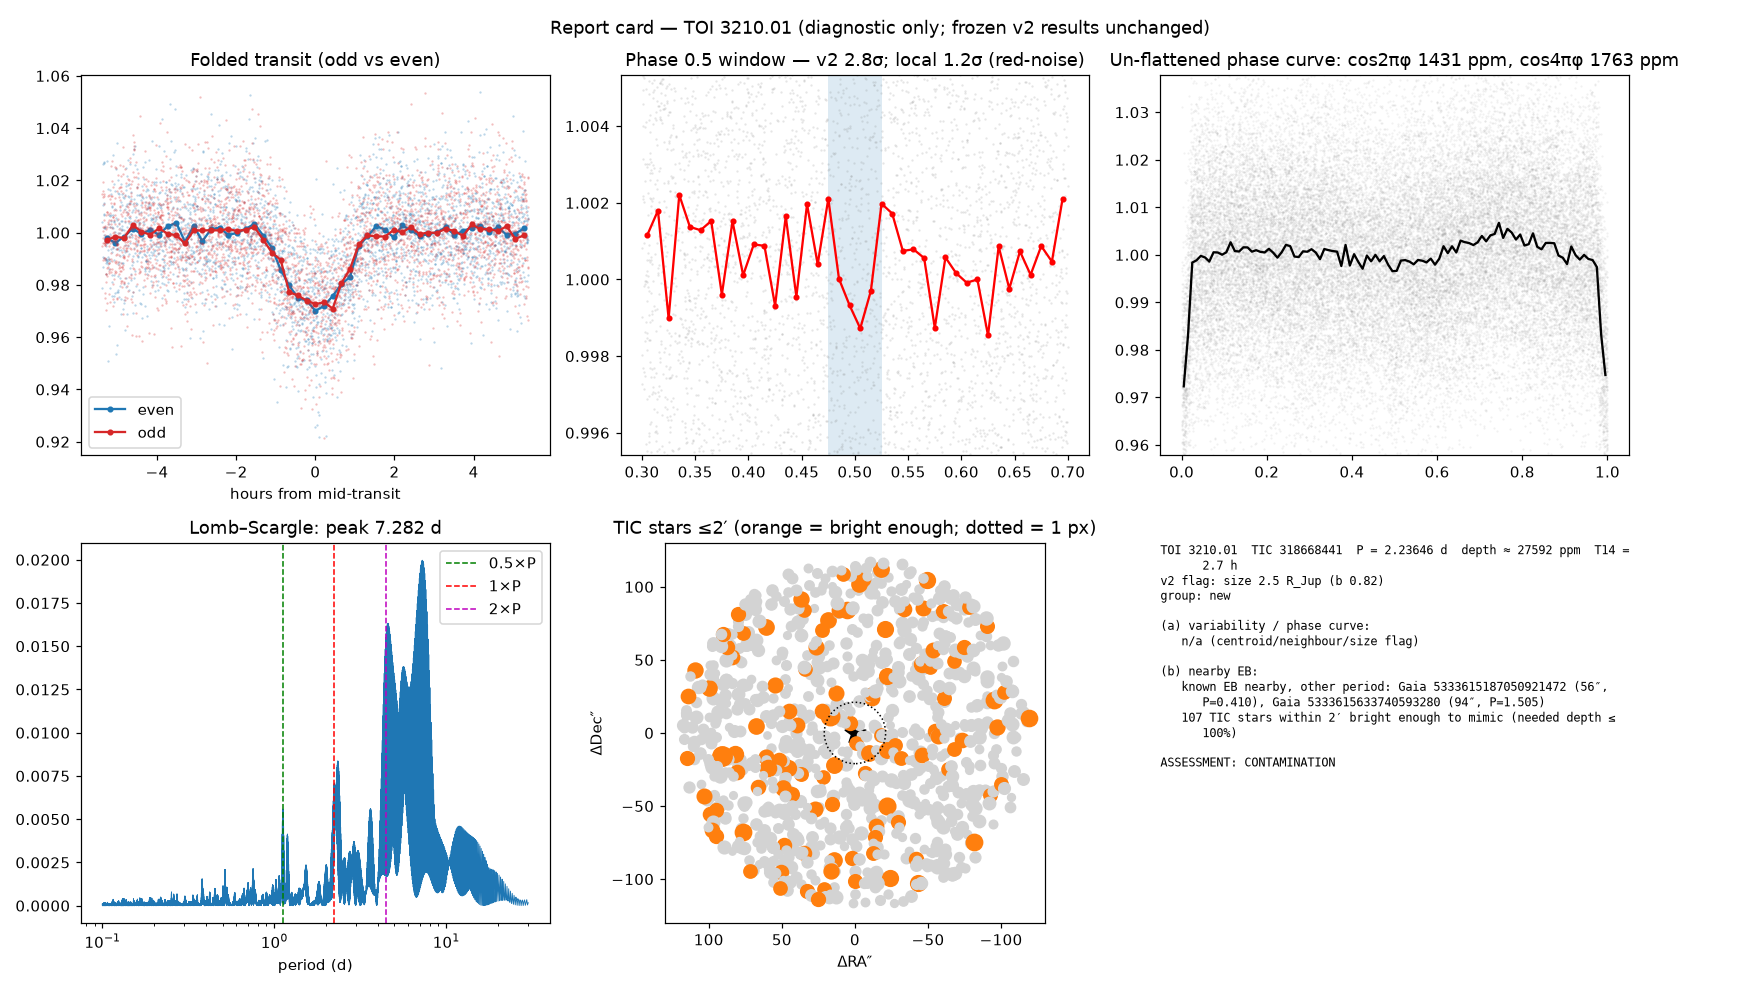 Report card — TOI 3210.01 (diagnostic only; frozen v2 results unchanged)
Folded transit (odd vs even)
1.06
1.04
1.02
1.00
0.98
0.96
0.94
0.92
even
odd
−4
−2
0
2
4
hours from mid-transit
Phase 0.5 window — v2 2.8σ; local 1.2σ (red-noise)
1.004
1.002
1.000
0.998
0.996
0.30
0.35
0.40
0.45
0.50
0.55
0.60
0.65
0.70
Un-flattened phase curve: cos2πφ 1431 ppm, cos4πφ 1763 ppm
1.03
1.02
1.01
1.00
0.99
0.98
0.97
0.96
0.0
0.2
0.4
0.6
0.8
1.0
Lomb–Scargle: peak 7.282 d
0.0200
0.0175
0.0150
0.0125
0.0100
0.0075
0.0050
0.0025
0.0000
0.5×P
1×P
2×P
10⁻¹
10⁰
10¹
period (d)
TIC stars ≤2′ (orange = bright enough; dotted = 1 px)
ΔDec″
100
50
0
−50
−100
100
50
0
−50
−100
ΔRA″
TOI 3210.01 TIC 318668441 P = 2.23646 d depth ≈ 27592 ppm T14 =
2.7 h
v2 flag: size 2.5 R_Jup (b 0.82)
group: new
(a) variability / phase curve:
n/a (centroid/neighbour/size flag)
(b) nearby EB:
known EB nearby, other period: Gaia 5333615187050921472 (56″,
P=0.410), Gaia 5333615633740593280 (94″, P=1.505)
107 TIC stars within 2′ bright enough to mimic (needed depth ≤
100%)
ASSESSMENT: CONTAMINATION